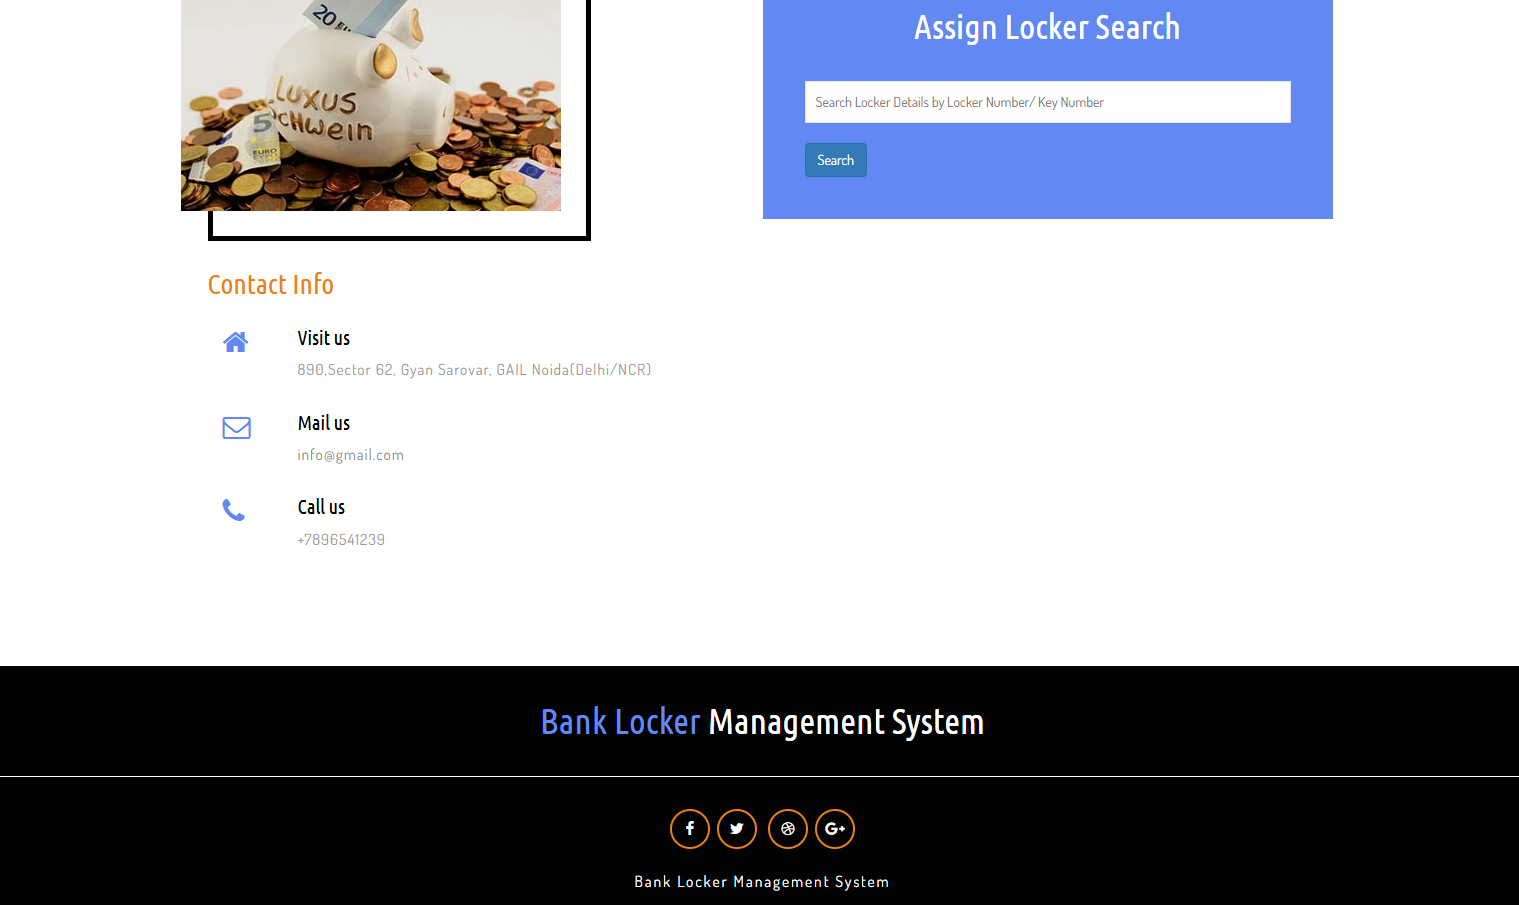 20 EU
LUXUS
SCHWEIN
5
EURO
Assign Locker Search
Search Locker Details by Locker Number/ Key Number
Search
Contact Info
Visit us
890,Sector 62, Gyan Sarovar, GAIL Noida(Delhi/NCR)
Mail us
info@gmail.com
Call us
+7896541239
Bank Locker Management System
Bank Locker Management System